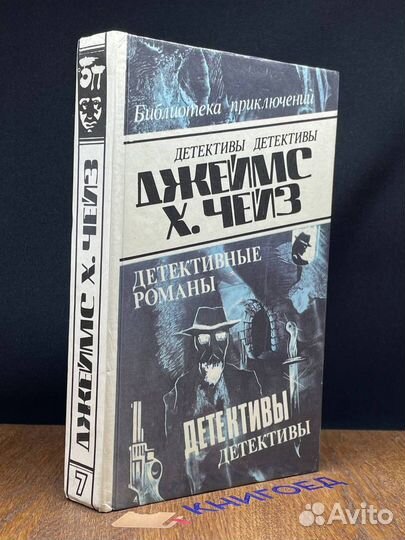 БП
ДЖЕЙМС Х. ЧЕЙЗ
7
Библиотека приключений
ДЕТЕКТИВЫ ДЕТЕКТИВЫ
ДЖЕЙМС
Х. ЧЕЙЗ
ДЕТЕКТИВНЫЕ
РОМАНЫ
ДЕТЕКТИВЫ
ДЕТЕКТИВЫ
КНИГОЕД
Avito